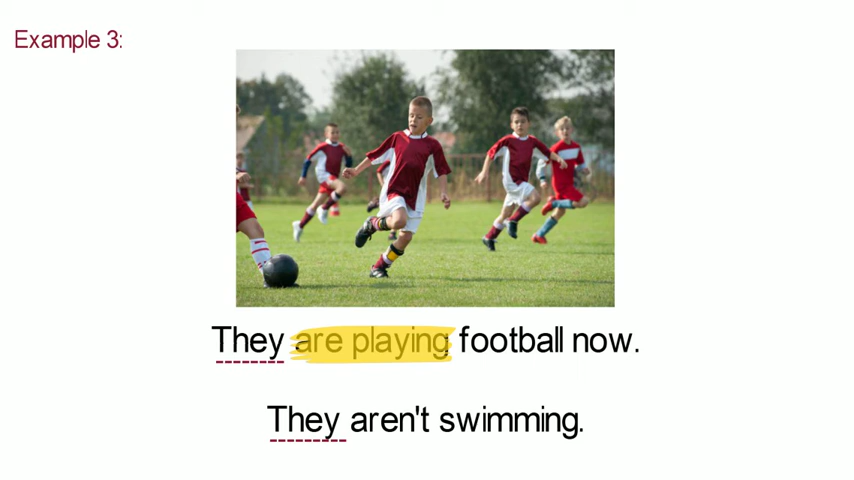 Example 3:
They are playing football now.
They aren't swimming.